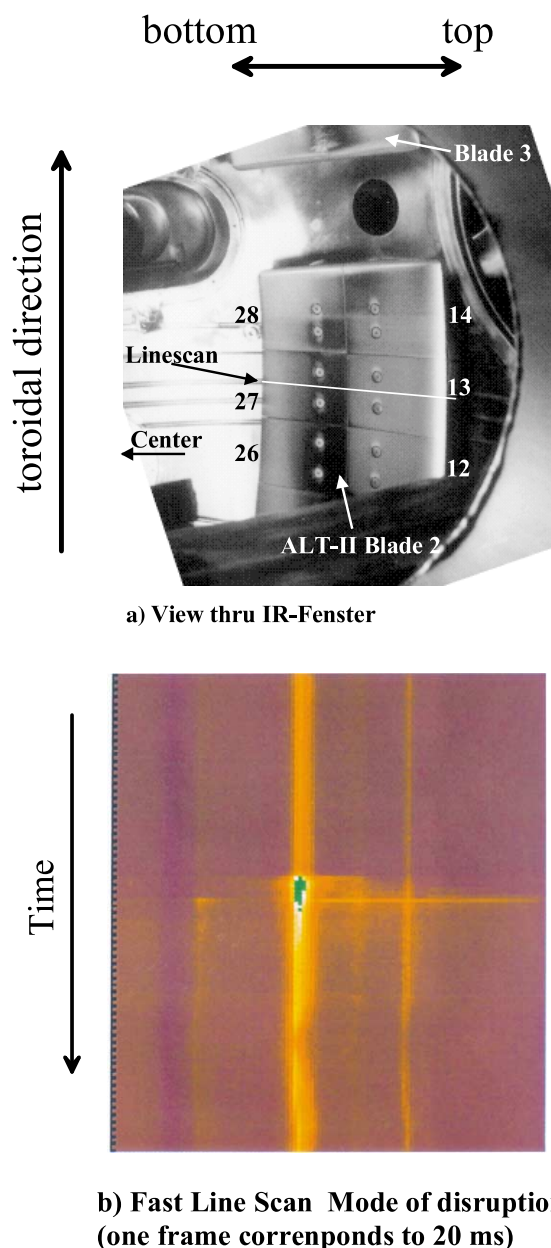 bottom
top
toroidal direction
Blade 3
28
14
Linescan
13
27
Center
26
12
ALT-II Blade 2
a) View thru IR-Fenster
Time
b) Fast Line Scan Mode of disruptio
(one frame correnponds to 20 ms)